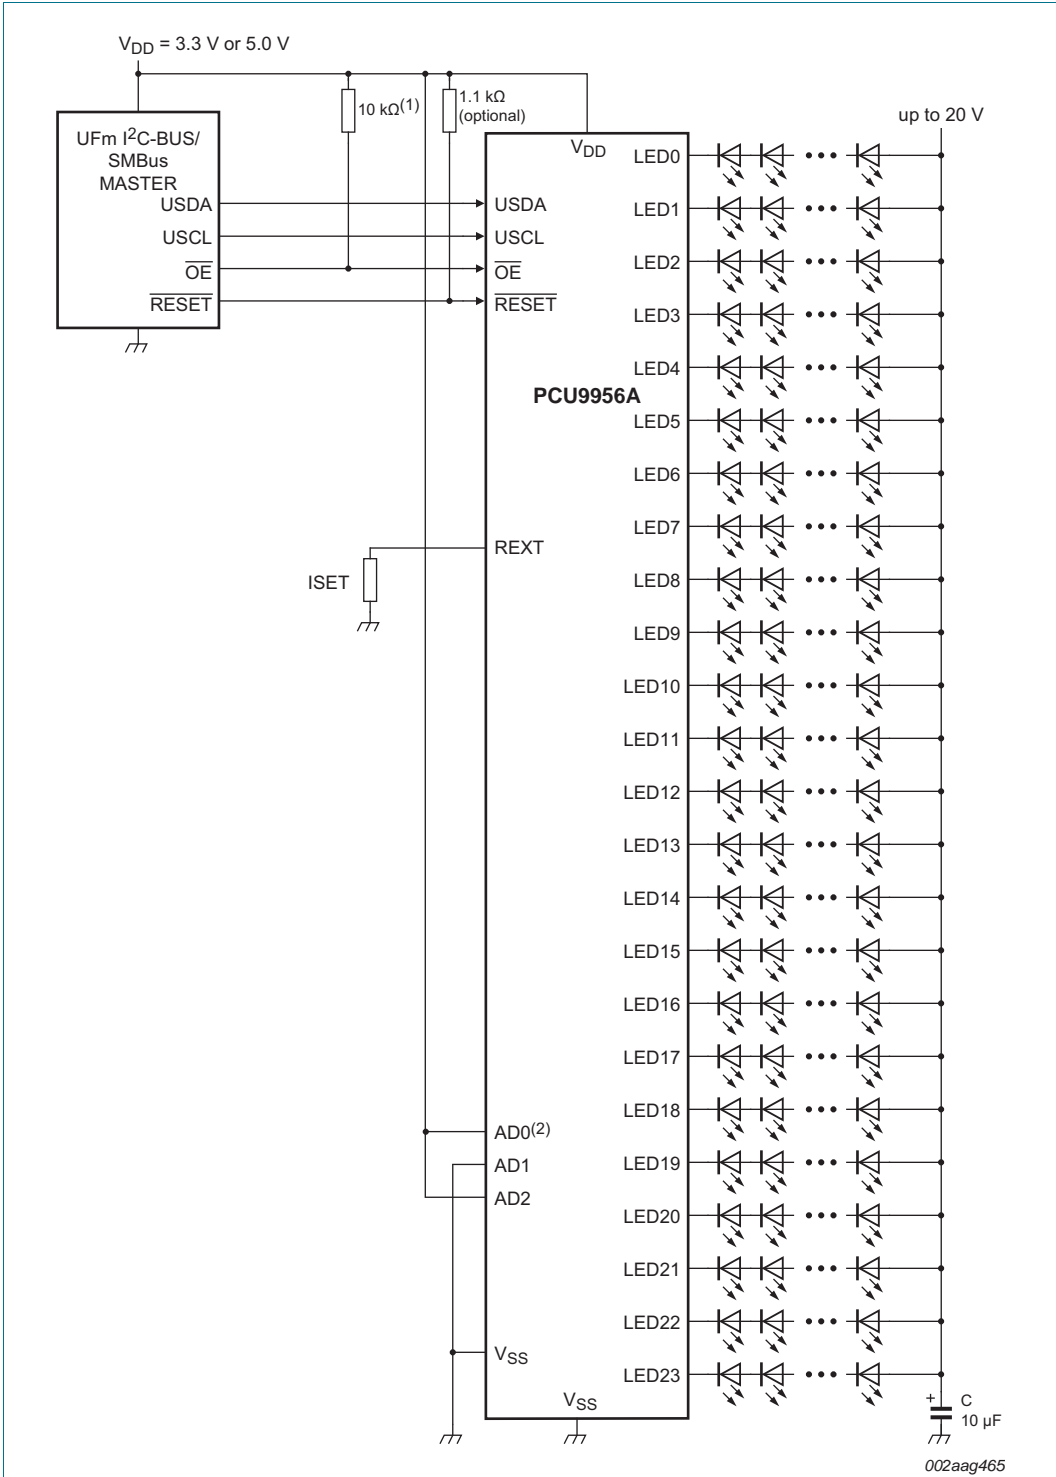 VDD = 3.3 V or 5.0 V
10 kΩ(1)
1.1 kΩ
(optional)
up to 20 V
UFm I2C-BUS/
SMBus
MASTER
USDA
USCL
OE
RESET
VDD
USDA
USCL
OE
RESET
PCU9956A
REXT
ISET
AD0(2)
AD1
AD2
VSS
VSS
LED0
LED1
LED2
LED3
LED4
LED5
LED6
LED7
LED8
LED9
LED10
LED11
LED12
LED13
LED14
LED15
LED16
LED17
LED18
LED19
LED20
LED21
LED22
LED23
+ C
10 µF
002aag465